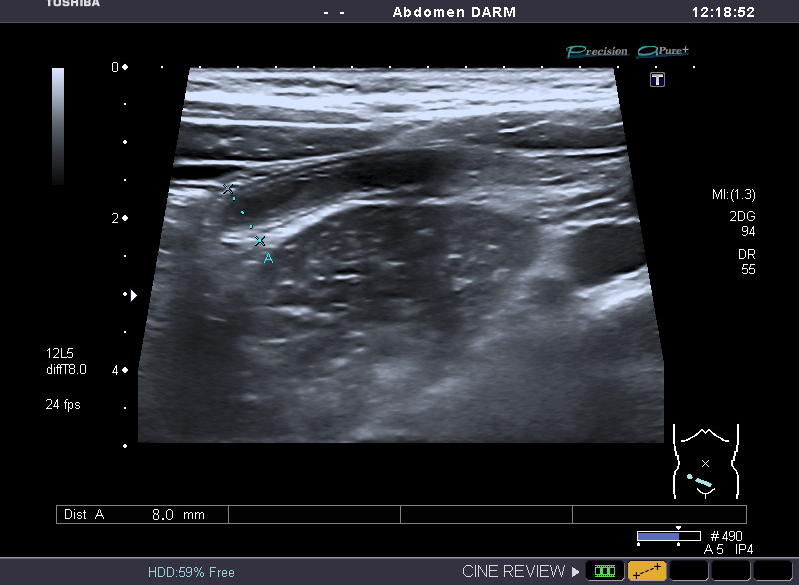 TOSHIBA
- - Abdomen DARM 12:18:52
Precision APure+
T
0
2
4
A
MI:(1.3)
2DG
94
DR
55
12L5
diffT8.0
24 fps
Dist A 8.0 mm
#490
A 5 IP4
HDD:59% Free
CINE REVIEW